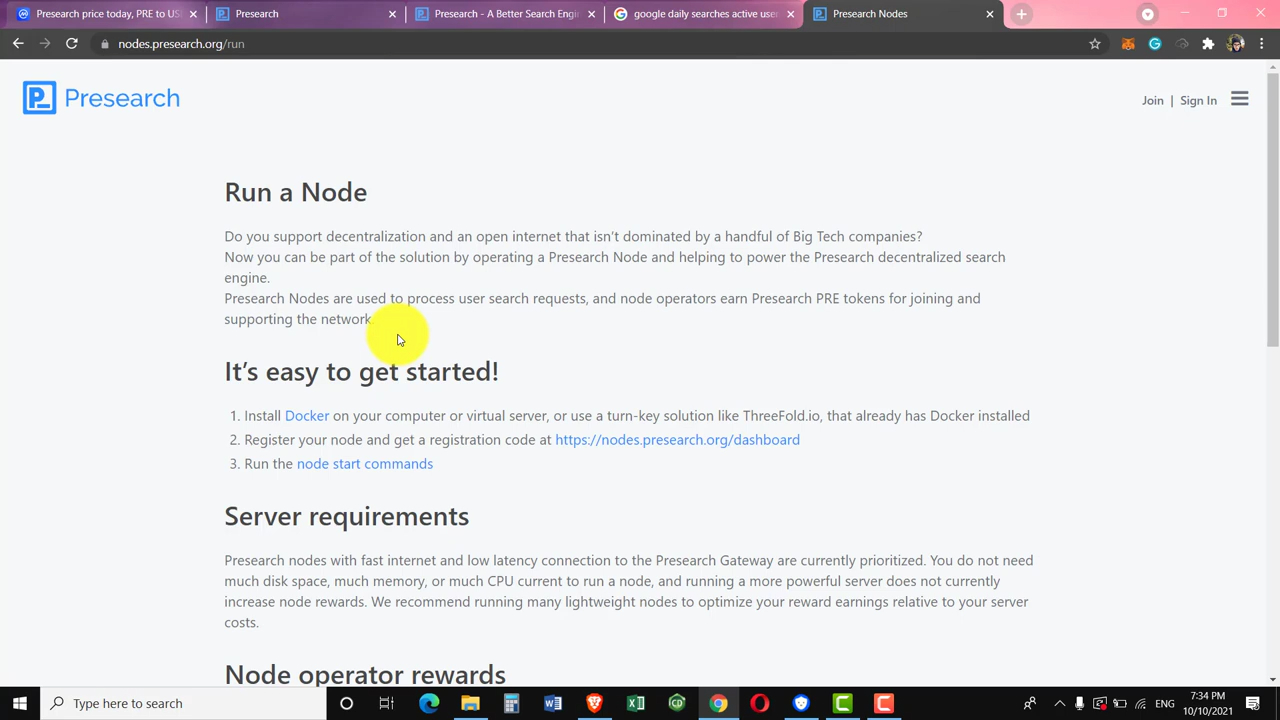 Presearch price today, PRE to US
Presearch
Presearch - A Better Search Engi
google daily searches active use
Presearch Nodes
nodes.presearch.org/run
Presearch
Join | Sign In
Run a Node
Do you support decentralization and an open internet that isn't dominated by a handful of Big Tech companies?
Now you can be part of the solution by operating a Presearch Node and helping to power the Presearch decentralized search
engine.
Presearch Nodes are used to process user search requests, and node operators earn Presearch PRE tokens for joining and
supporting the network.
It's easy to get started!
1. Install Docker on your computer or virtual server, or use a turn-key solution like ThreeFold.io, that already has Docker installed
2. Register your node and get a registration code at https://nodes.presearch.org/dashboard
3. Run the node start commands
Server requirements
Presearch nodes with fast internet and low latency connection to the Presearch Gateway are currently prioritized. You do not need
much disk space, much memory, or much CPU current to run a node, and running a more powerful server does not currently
increase node rewards. We recommend running many lightweight nodes to optimize your reward earnings relative to your server
costs.
Node operator rewards
Type here to search
ENG
7:34 PM
10/10/2021